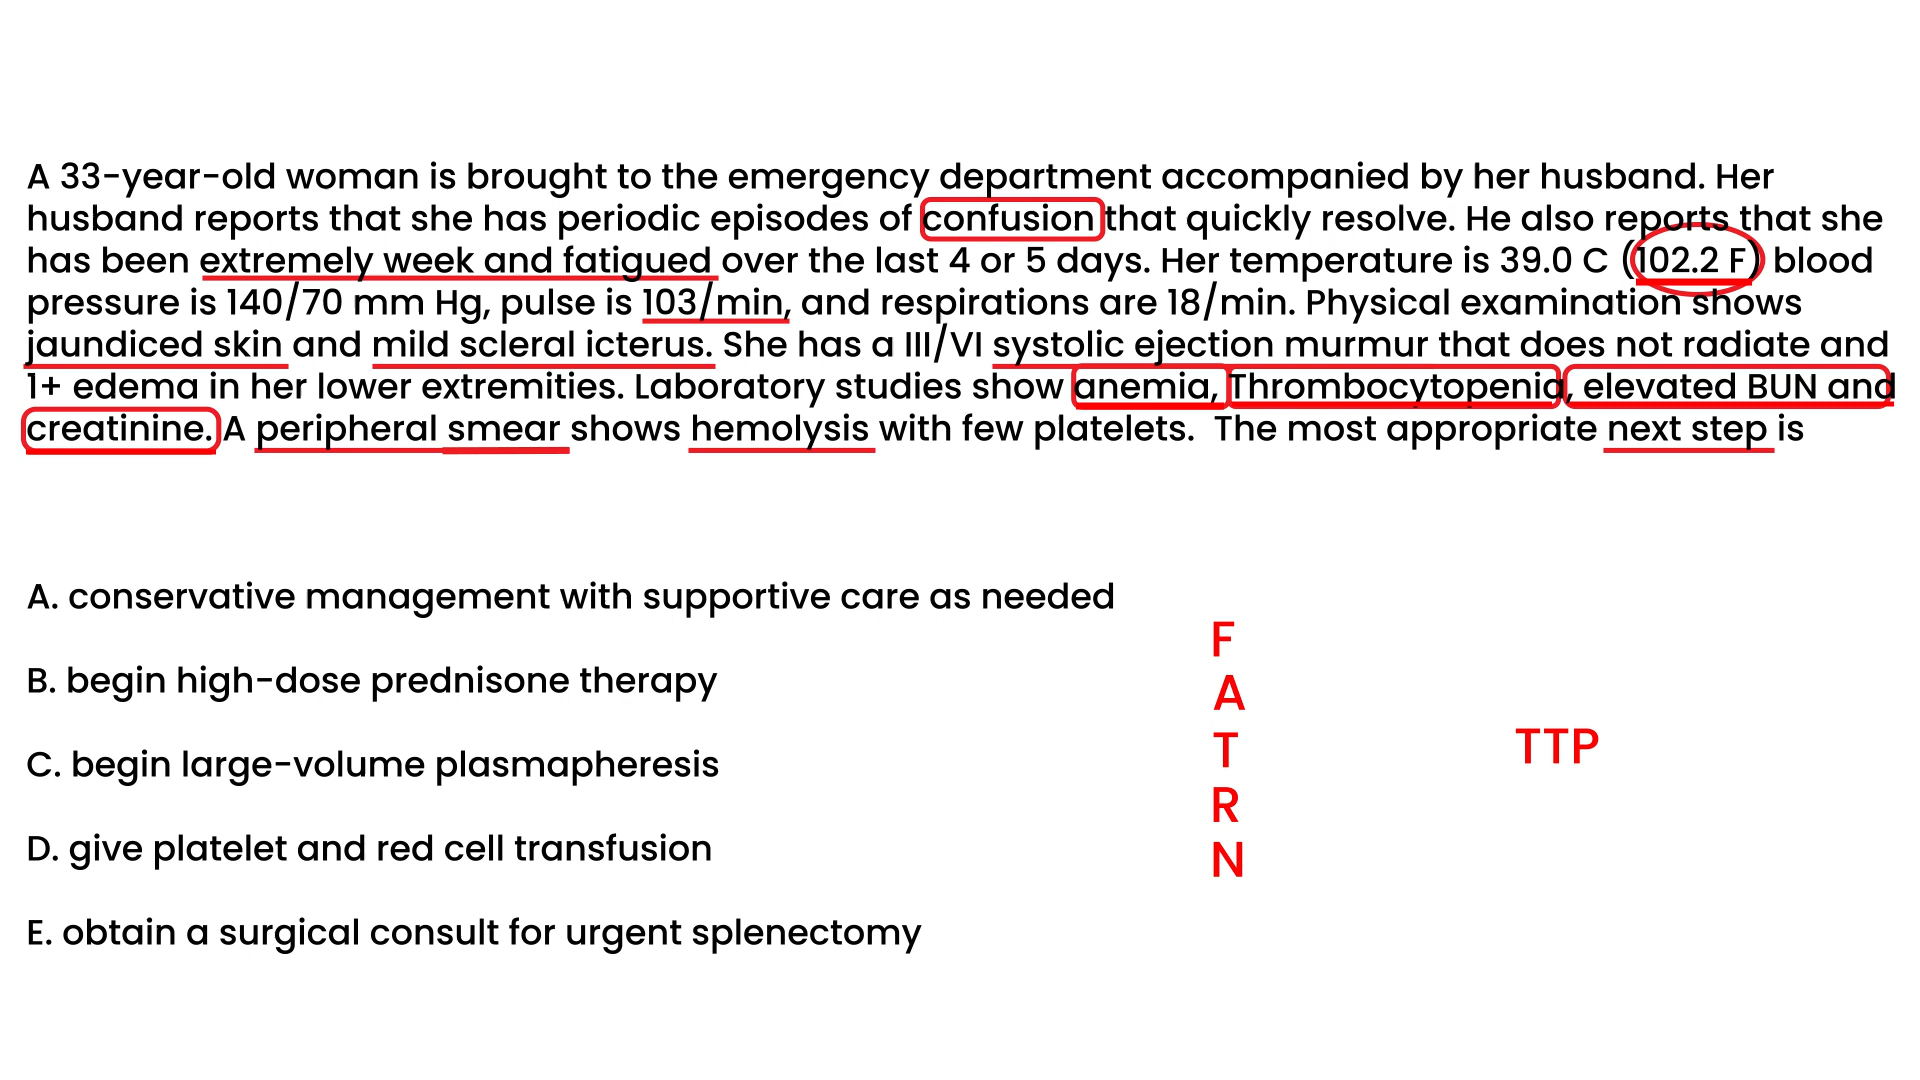 A 33-year-old woman is brought to the emergency department accompanied by her husband. Her
husband reports that she has periodic episodes of confusion that quickly resolve. He also reports that she
has been extremely week and fatigued over the last 4 or 5 days. Her temperature is 39.0 C (102.2 F) blood
pressure is 140/70 mm Hg, pulse is 103/min, and respirations are 18/min. Physical examination shows
jaundiced skin and mild scleral icterus. She has a III/VI systolic ejection murmur that does not radiate and
1+ edema in her lower extremities. Laboratory studies show anemia, Thrombocytopenia, elevated BUN and
creatinine. A peripheral smear shows hemolysis with few platelets. The most appropriate next step is
A. conservative management with supportive care as needed
B. begin high-dose prednisone therapy
C. begin large-volume plasmapheresis
D. give platelet and red cell transfusion
E. obtain a surgical consult for urgent splenectomy
F
A
T
R
N
TTP